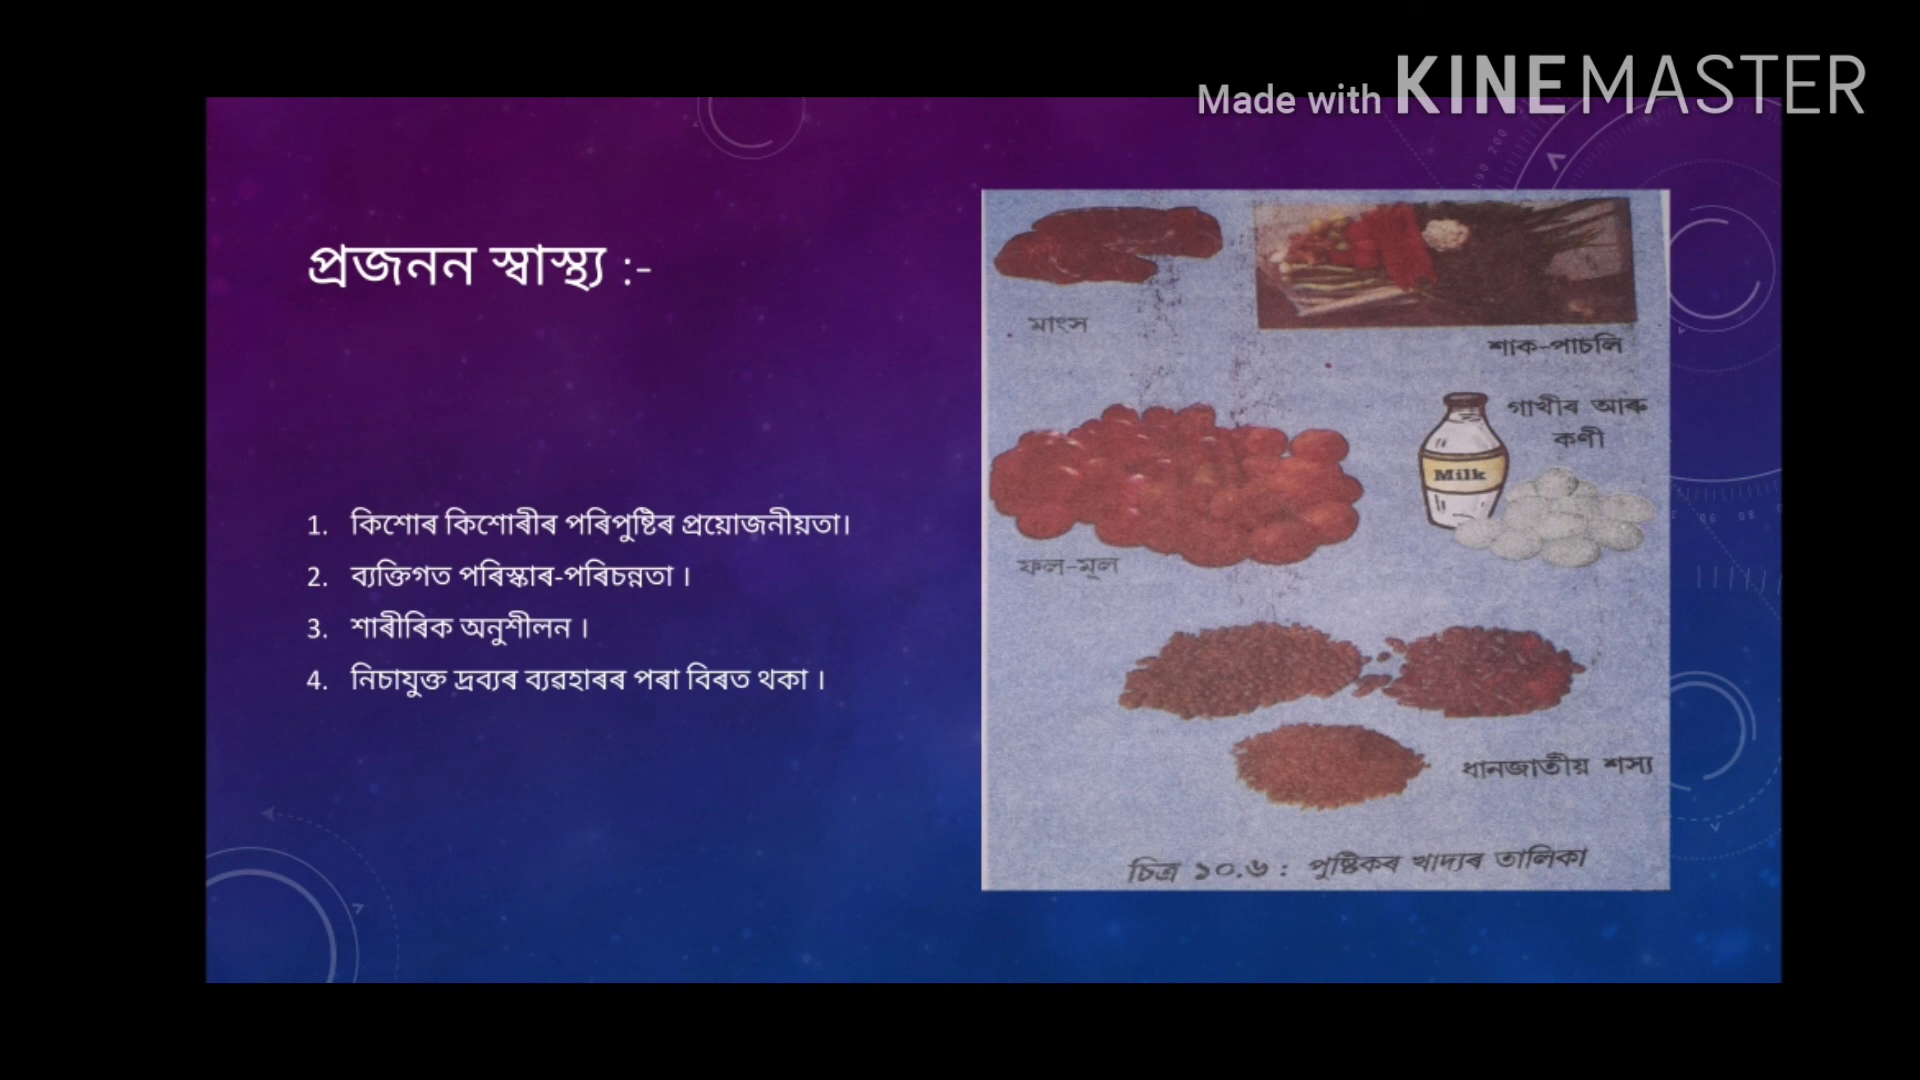 Made with KINEMASTER
প্ৰজনন স্বাস্থ্য :-
1. কিশোৰ কিশোৰীৰ পৰিপুষ্টিৰ প্ৰয়োজনীয়তা।
2. ব্যক্তিগত পৰিস্কাৰ-পৰিচন্নতা ।
3. শাৰীৰিক অনুশীলন ।
4. নিচাযুক্ত দ্ৰব্যৰ ব্যৱহাৰৰ পৰা বিৰত থকা ।
মাংস
শাক-পাচলি
গাখীৰ আৰু
কণী
Milk
ফল-মূল
ধানজাতীয় শস্য
চিত্ৰ ১০.৬ : পুষ্টিকৰ খাদ্যৰ তালিকা